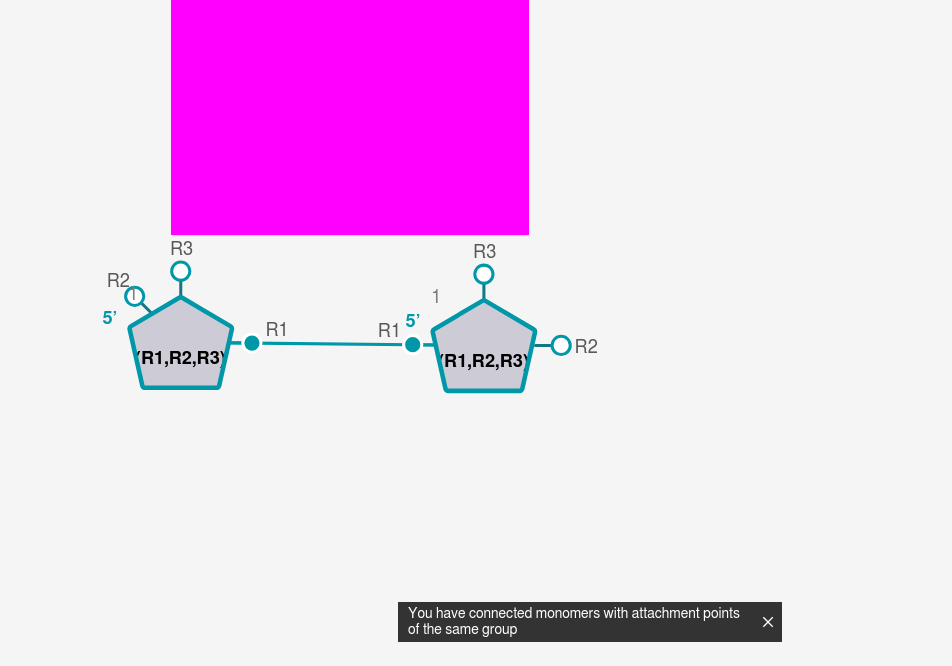 R3
R3
R2
1
1
5’
5’
R1
R1
R2
(R1,R2,R3)
(R1,R2,R3)
You have connected monomers with attachment points
of the same group